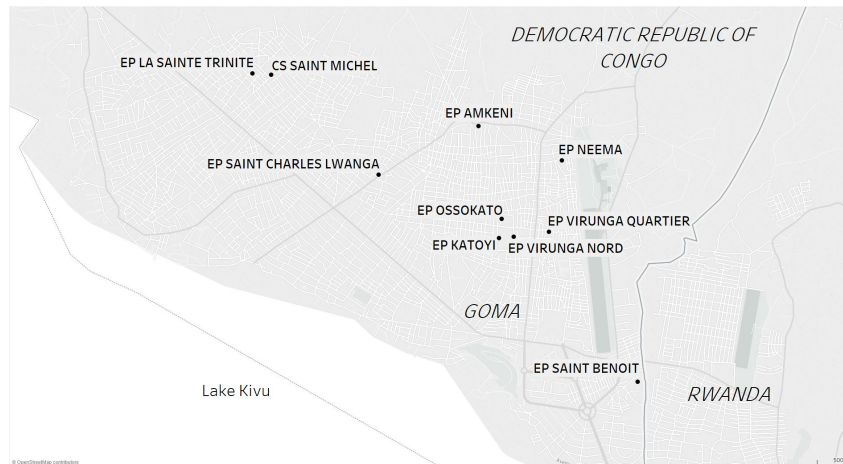 DEMOCRATIC REPUBLIC OF
CONGO
EP LA SAINTE TRINITE
CS SAINT MICHEL
EP AMKENI
EP NEEMA
EP SAINT CHARLES LWANGA
EP OSSOKATO
EP VIRUNGA QUARTIER
EP KATOYI
EP VIRUNGA NORD
GOMA
EP SAINT BENOIT
Lake Kivu
RWANDA
© OpenStreetMap contributors
500